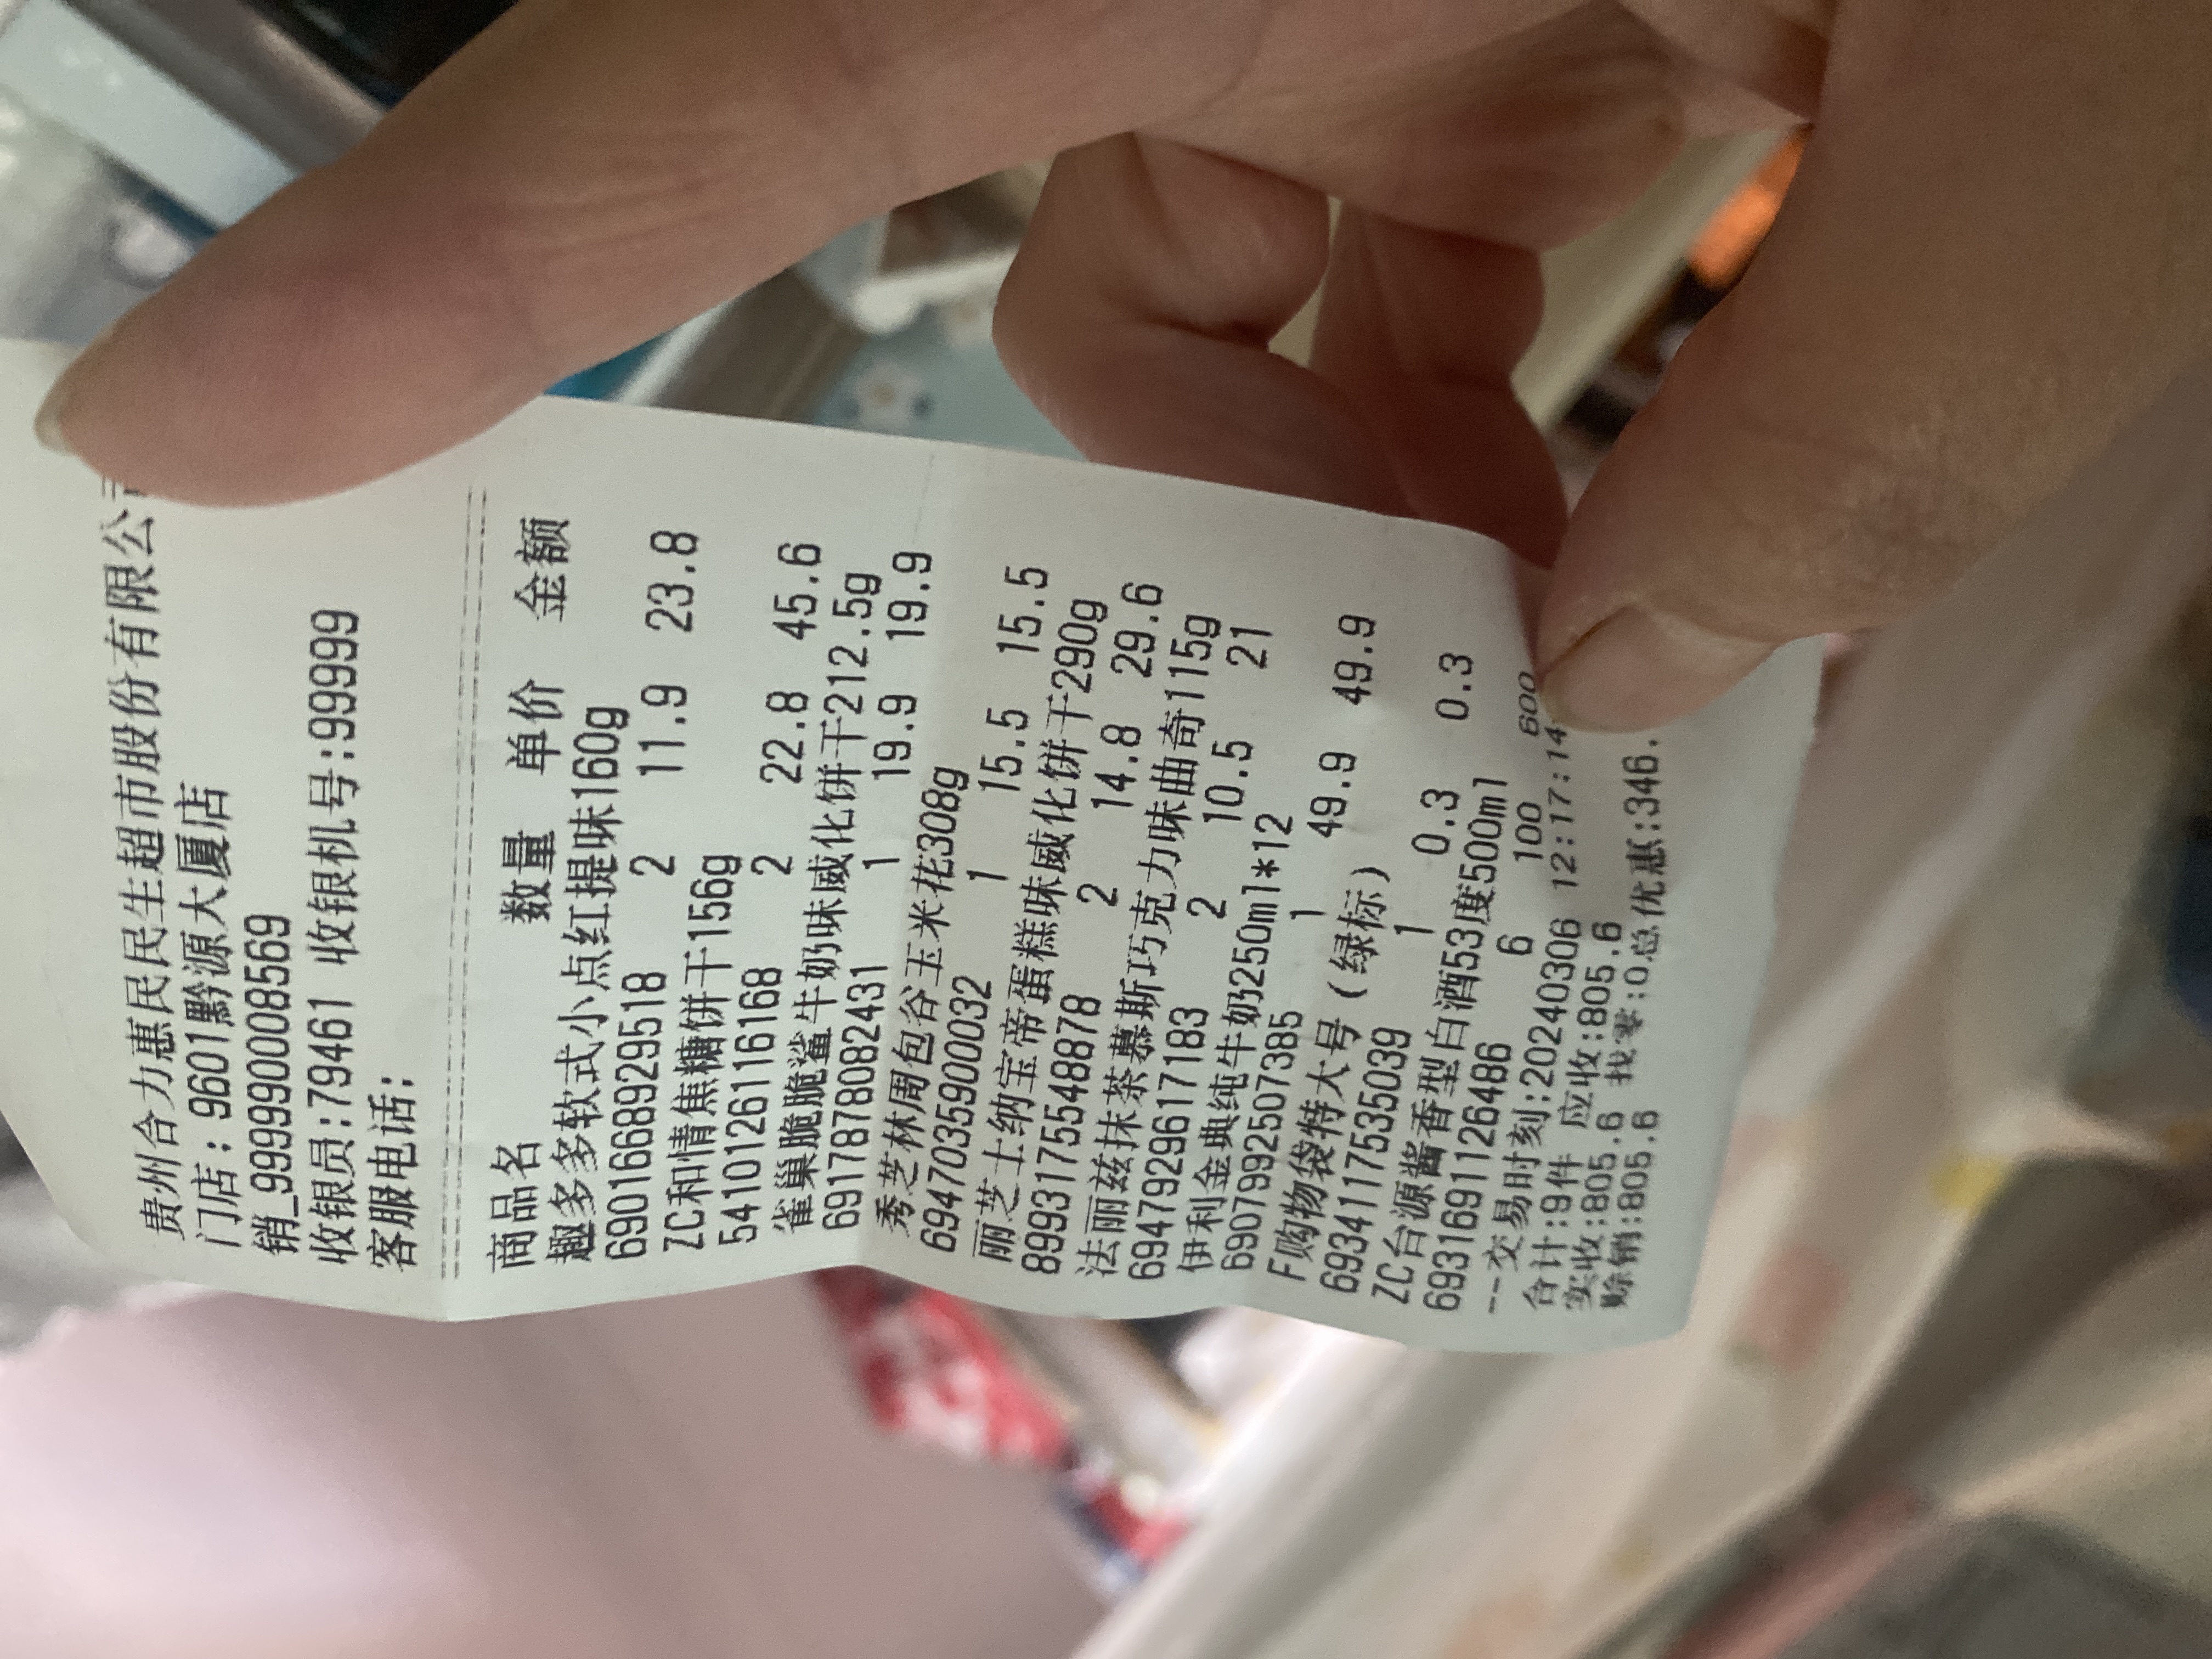 贵州合力惠民民生超市股份有限公
门店: 9601黔源大厦店
销_999990008569
收银员:79461 收银机号:99999
客服电话:
商品名 数量 单价 金额
趣多多软式小点红提味160g
6901668929518 2 11.9 23.8
ZC和情焦糖饼干156g
5410126116168 2 22.8 45.6
雀巢脆脆鲨牛奶味威化饼干212.5g
6917878082431 1 19.9 19.9
秀芝林周包谷玉米花308g
6947035900032 1 15.5 15.5
丽芝士纳宝帝蛋糕味威化饼干290g
8993175548878 2 14.8 29.6
法丽兹抹茶慕斯巧克力味曲奇115g
6947929617183 2 10.5 21
伊利金典纯牛奶250ml*12
6907992507385 1 49.9 49.9
F购物袋特大号(绿标)
6934117535039 1 0.3 0.3
ZC台源酱香型白酒53度500ml
6931691126486 6 100 600
--交易时刻:20240306 12:17:14
合计:9件 应收:805.6
实收:805.6 找零:0总优惠:346.
赊销:805.6